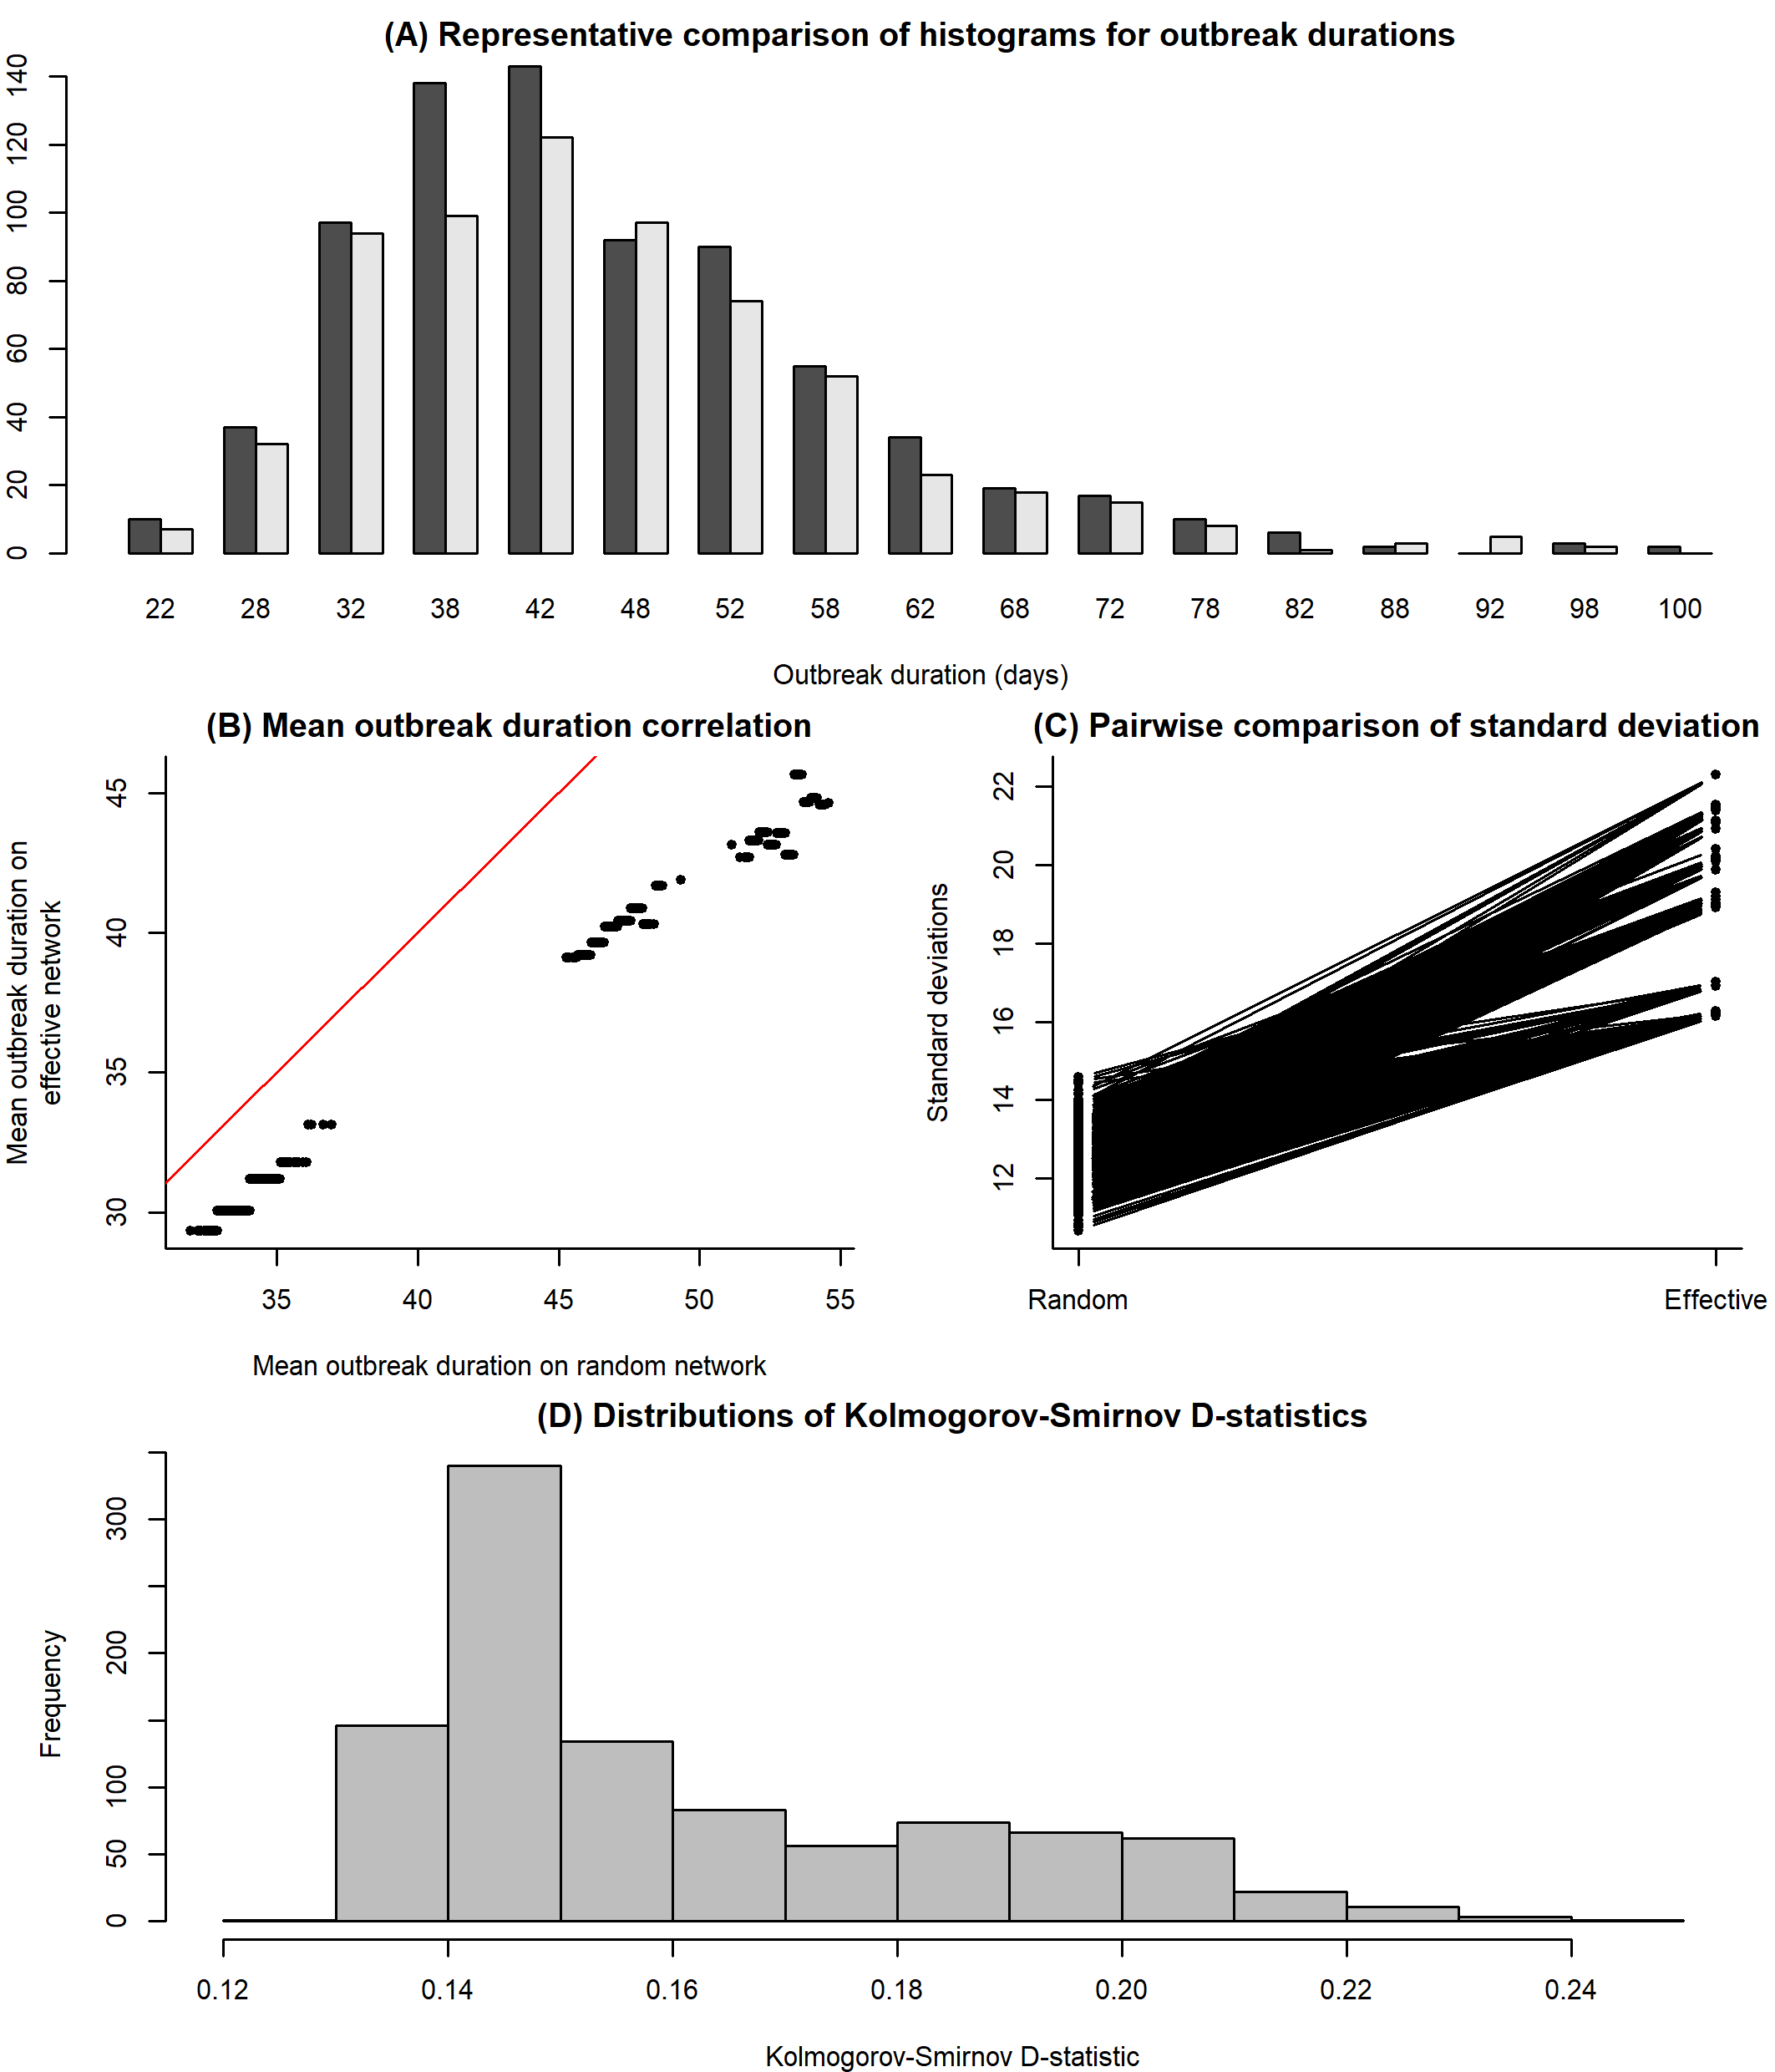 (A) Representative comparison of histograms for outbreak durations
140
120
100
80
60
40
20
0
22 28 32 38 42 48 52 58 62 68 72 78 82 88 92 98 100
Outbreak duration (days)
(B) Mean outbreak duration correlation
Mean outbreak duration on
effective network
45
40
35
30
35 40 45 50 55
Mean outbreak duration on random network
(C) Pairwise comparison of standard deviation
Standard deviations
22
20
18
16
14
12
Random Effective
(D) Distributions of Kolmogorov-Smirnov D-statistics
Frequency
300
200
100
50
0
0.12 0.14 0.16 0.18 0.20 0.22 0.24
Kolmogorov-Smirnov D-statistic